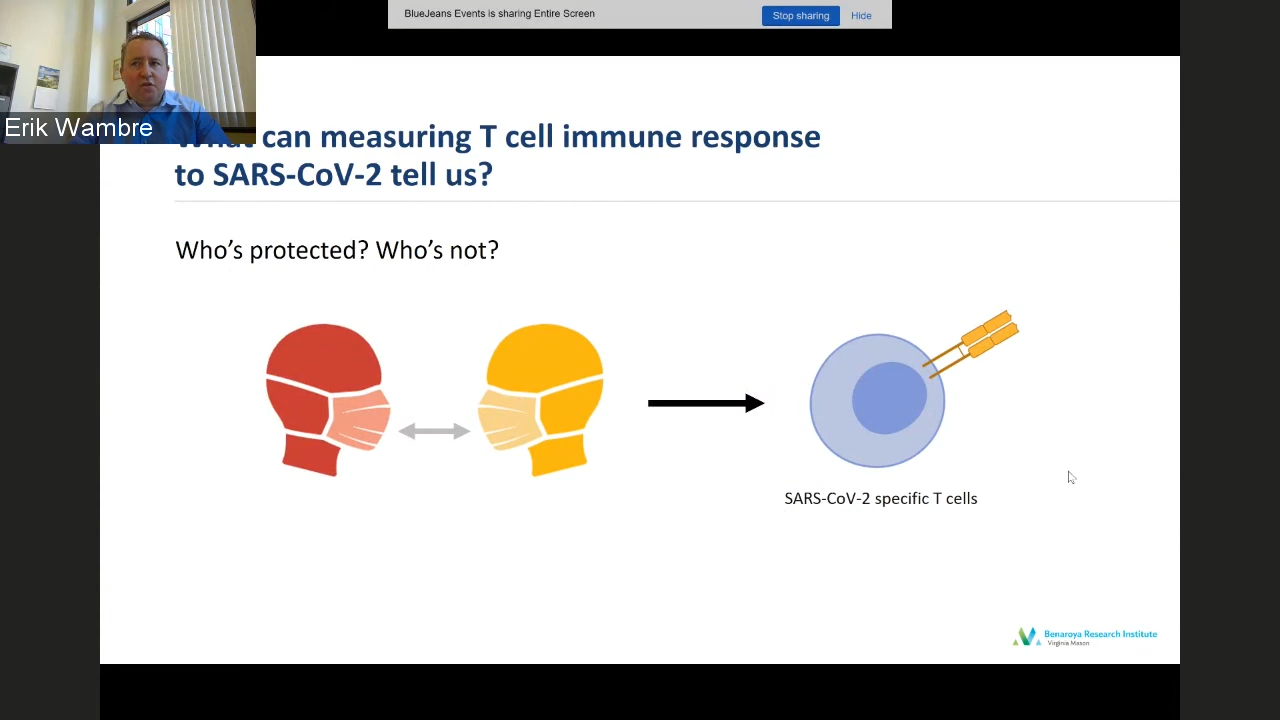 BlueJeans Events is sharing Entire Screen
Stop sharing
Hide
Erik Wambre
can measuring T cell immune response
to SARS-CoV-2 tell us?
Who's protected? Who's not?
SARS-CoV-2 specific T cells
Benaroya Research Institute
Virginia Mason